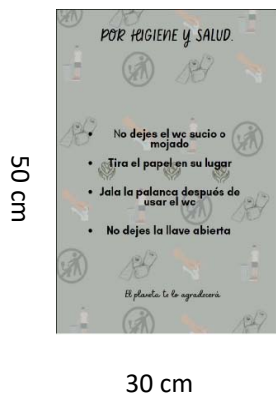 POR HIGIENE Y SALUD.
• No dejes el wc sucio o
mojado
• Tira el papel en su lugar
• Jala la palanca después de
usar el wc
• No dejes la llave abierta
El planeta te lo agradecerá
50 cm
30 cm